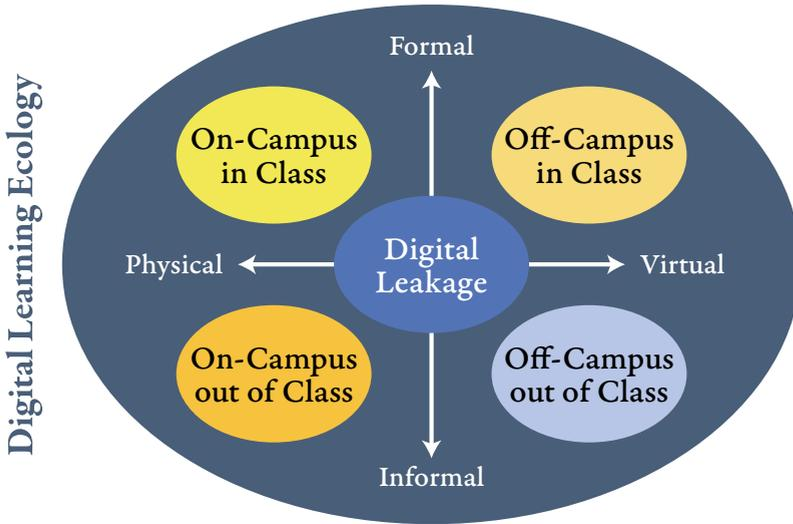 Digital Learning Ecology
Formal
On-Campus
in Class
Off-Campus
in Class
Physical
Digital
Leakage
Virtual
On-Campus
out of Class
Off-Campus
out of Class
Informal